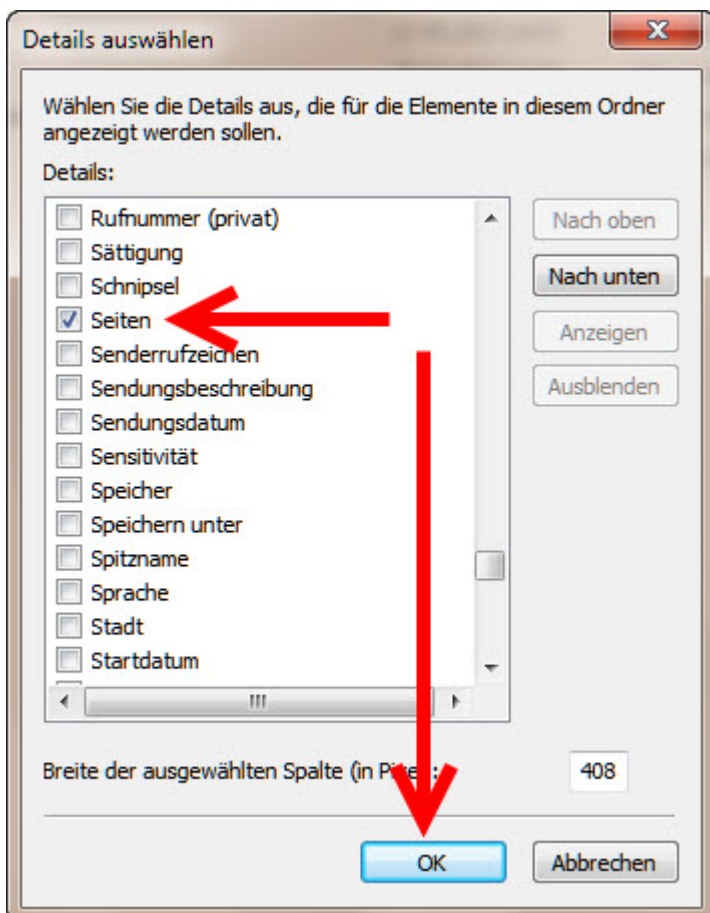 Details auswählen
Wählen Sie die Details aus, die für die Elemente in diesem Ordner
angezeigt werden sollen.
Details:
Rufnummer (privat)
Sättigung
Schnipsel
Seiten
Senderrufzeichen
Sendungsbeschreibung
Sendungsdatum
Sensitivität
Speicher
Speichern unter
Spitzname
Sprache
Stadt
Startdatum
Nach oben
Nach unten
Anzeigen
Ausblenden
Breite der ausgewählten Spalte (in
408
OK
Abbrechen